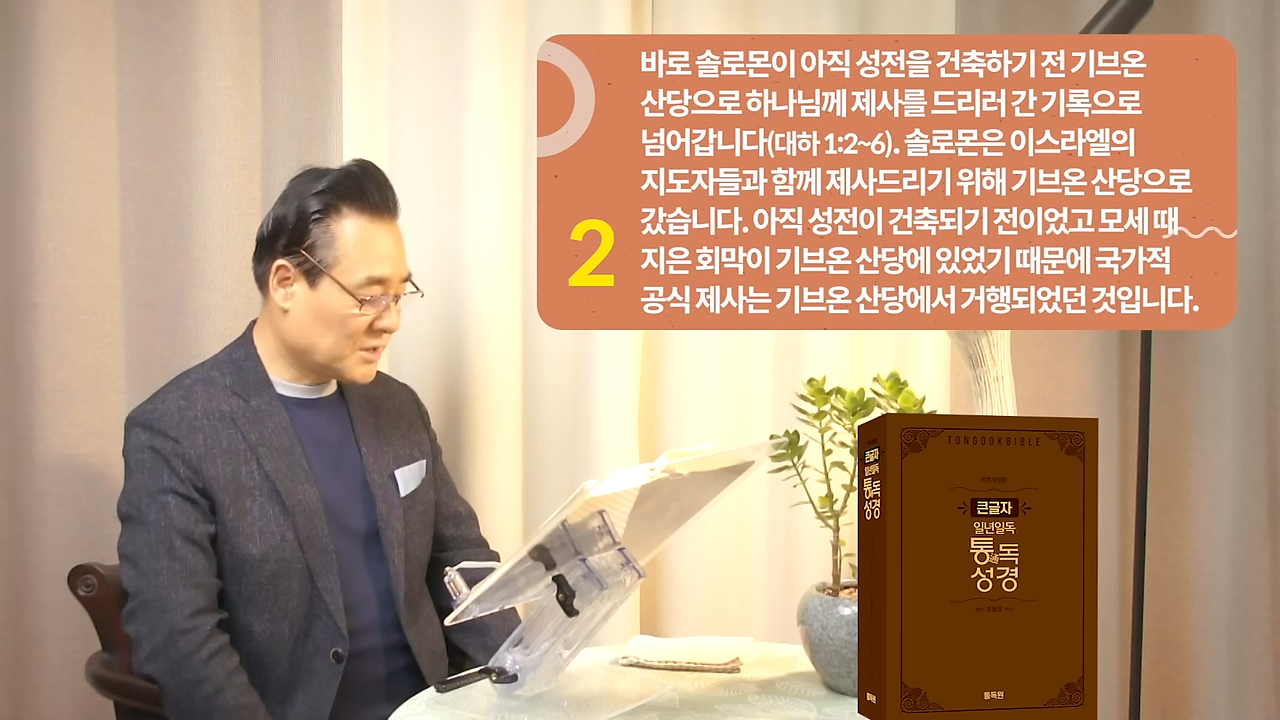 바로 솔로몬이 아직 성전을 건축하기 전 기브온
산당으로 하나님께 제사를 드리러 간 기록으로
넘어갑니다(대하 1:2~6). 솔로몬은 이스라엘의
지도자들과 함께 제사드리기 위해 기브온 산당으로
갔습니다. 아직 성전이 건축되기 전이었고 모세 때
2
지은 회막이 기브온 산당에 있었기 때문에 국가적
공식 제사는 기브온 산당에서 거행되었던 것입니다.
TONGDOKBIBLE
큰글자
일년일독
통독
성경
통독원
큰글자
일년일독
통독
성경
통독원